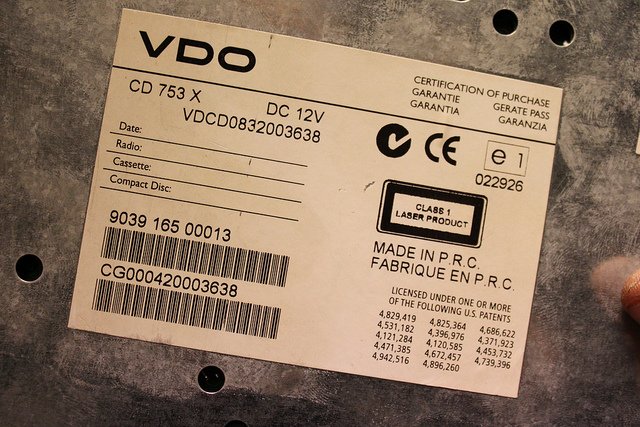 VDO
CERTIFICATION OF PURCHASE
GARANTIE GERATE PASS
GARANTIA GARANZIA
CD 753 X DC 12V
VDCD0832003638
Date:
Radio:
Cassette:
Compact Disc:
CE
e 1
022926
CLASS 1
LASER PRODUCT
9039 165 00013
CG000420003638
MADE IN P.R.C.
FABRIQUE EN P.R.C.
LICENSED UNDER ONE OR MORE
OF THE FOLLOWING U.S. PATENTS
4,829,419 4,825,364 4,686,622
4,531,182 4,396,976 4,371,923
4,121,284 4,120,585 4,453,732
4,471,385 4,672,457 4,739,396
4,942,516 4,896,260